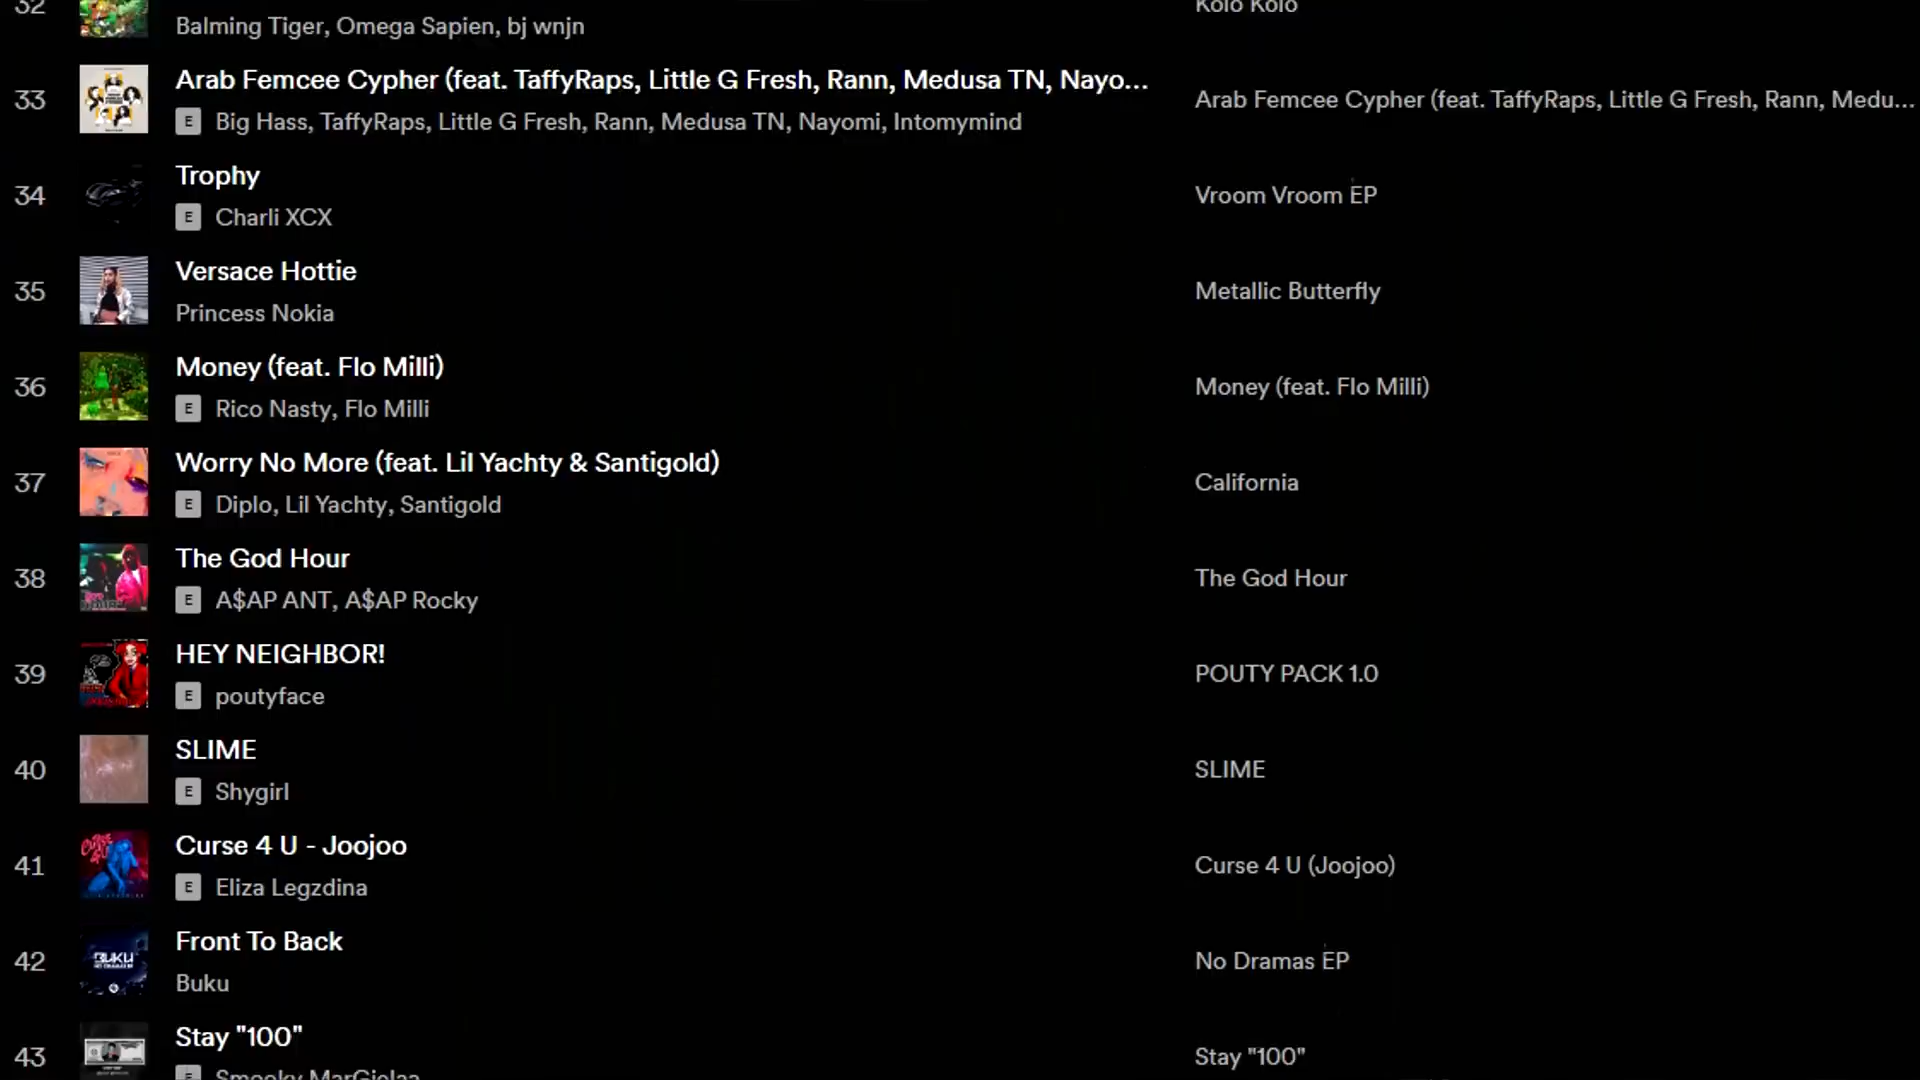 32
Balming Tiger, Omega Sapien, bj wnjn
Kolo Kolo
33
Arab Femcee Cypher (feat. TaffyRaps, Little G Fresh, Rann, Medusa TN, Nayo...
E Big Hass, TaffyRaps, Little G Fresh, Rann, Medusa TN, Nayomi, Intomymind
Arab Femcee Cypher (feat. TaffyRaps, Little G Fresh, Rann, Medu...
34
Trophy
E Charli XCX
Vroom Vroom EP
35
Versace Hottie
Princess Nokia
Metallic Butterfly
36
Money (feat. Flo Milli)
E Rico Nasty, Flo Milli
Money (feat. Flo Milli)
37
Worry No More (feat. Lil Yachty & Santigold)
E Diplo, Lil Yachty, Santigold
California
38
The God Hour
E A$AP ANT, A$AP Rocky
The God Hour
39
HEY NEIGHBOR!
E poutyface
POUTY PACK 1.0
40
SLIME
E Shygirl
SLIME
41
Curse 4 U - Joojoo
E Eliza Legzdina
Curse 4 U (Joojoo)
42
BUKU
Front To Back
Buku
No Dramas EP
43
Stay "100"
E Smooky MarGielaa
Stay "100"